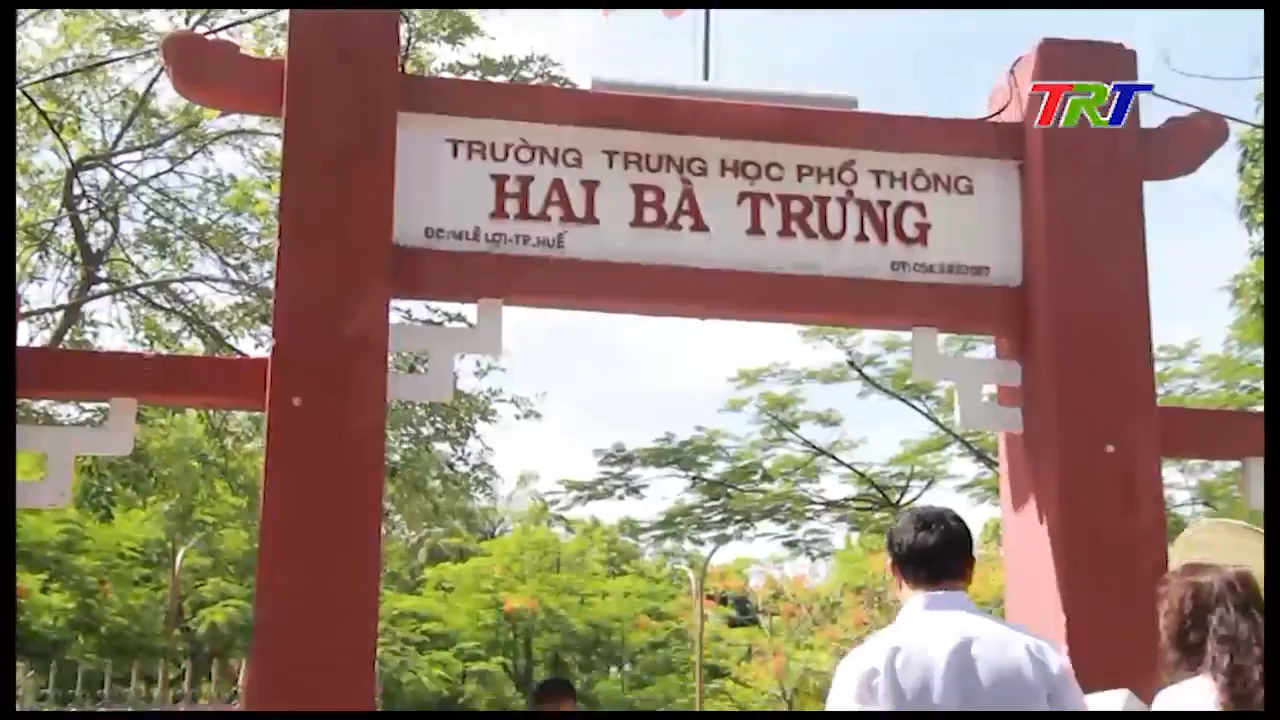 TRT
TRƯỜNG TRUNG HỌC PHỔ THÔNG
HAI BÀ TRƯNG
LÊ LỢI-TP.HUẾ